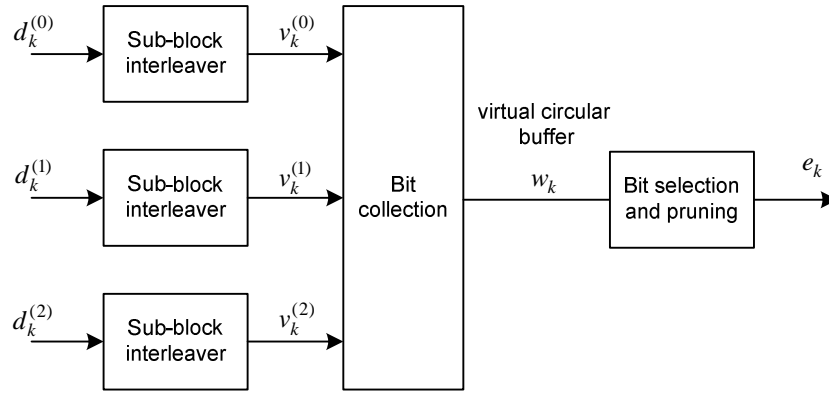 d_k^{(0)}
Sub-block
interleaver
v_k^{(0)}
d_k^{(1)}
Sub-block
interleaver
v_k^{(1)}
d_k^{(2)}
Sub-block
interleaver
v_k^{(2)}
Bit
collection
virtual circular
buffer
w_k
Bit selection
and pruning
e_k